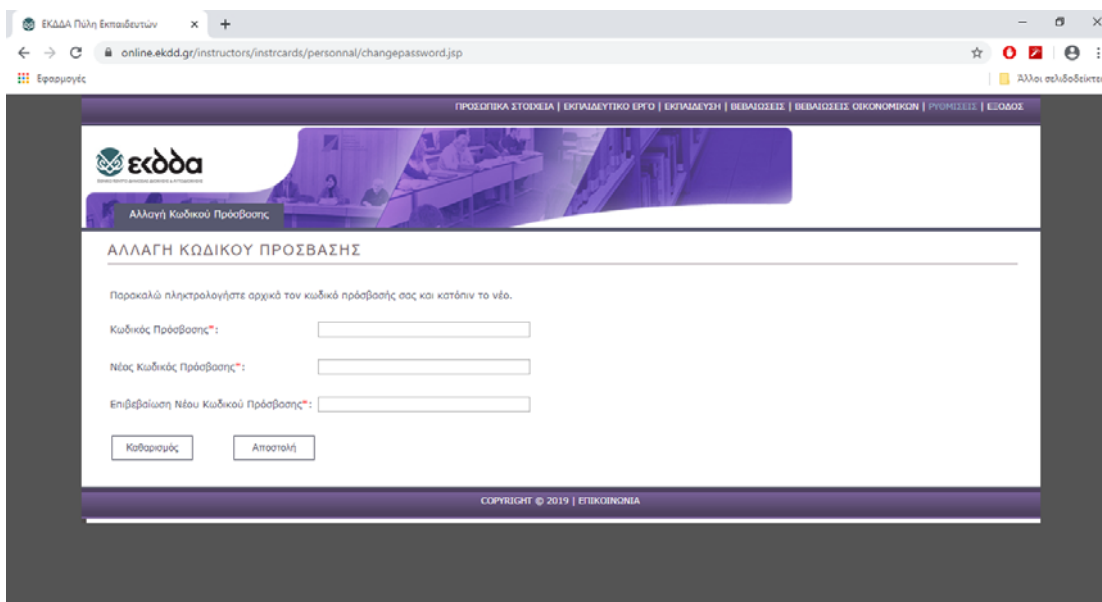 ΕΚΔΔΑ Πύλη Εκπαιδευτών
online.ekdd.gr/instructors/instrcards/personnal/changepassword.jsp
Εφαρμογές
Άλλοι σελιδοδείκτες
ΠΡΟΣΩΠΙΚΑ ΣΤΟΙΧΕΙΑ | ΕΚΠΑΙΔΕΥΤΙΚΟ ΕΡΓΟ | ΕΚΠΑΙΔΕΥΣΗ | ΒΕΒΑΙΩΣΕΙΣ | ΒΕΒΑΙΩΣΕΙΣ ΟΙΚΟΝΟΜΙΚΩΝ | ΡΥΘΜΙΣΕΙΣ | ΕΞΟΔΟΣ
εκδδα
Αλλαγή Κωδικού Πρόσβασης
ΑΛΛΑΓΗ ΚΩΔΙΚΟΥ ΠΡΟΣΒΑΣΗΣ
Παρακαλώ πληκτρολογήστε αρχικά τον κωδικό πρόσβασής σας και κατόπιν το νέο.
Κωδικός Πρόσβασης*:
Νέος Κωδικός Πρόσβασης*:
Επιβεβαίωση Νέου Κωδικού Πρόσβασης*:
Καθαρισμός Αποστολή
COPYRIGHT © 2019 | ΕΠΙΚΟΙΝΩΝΙΑ